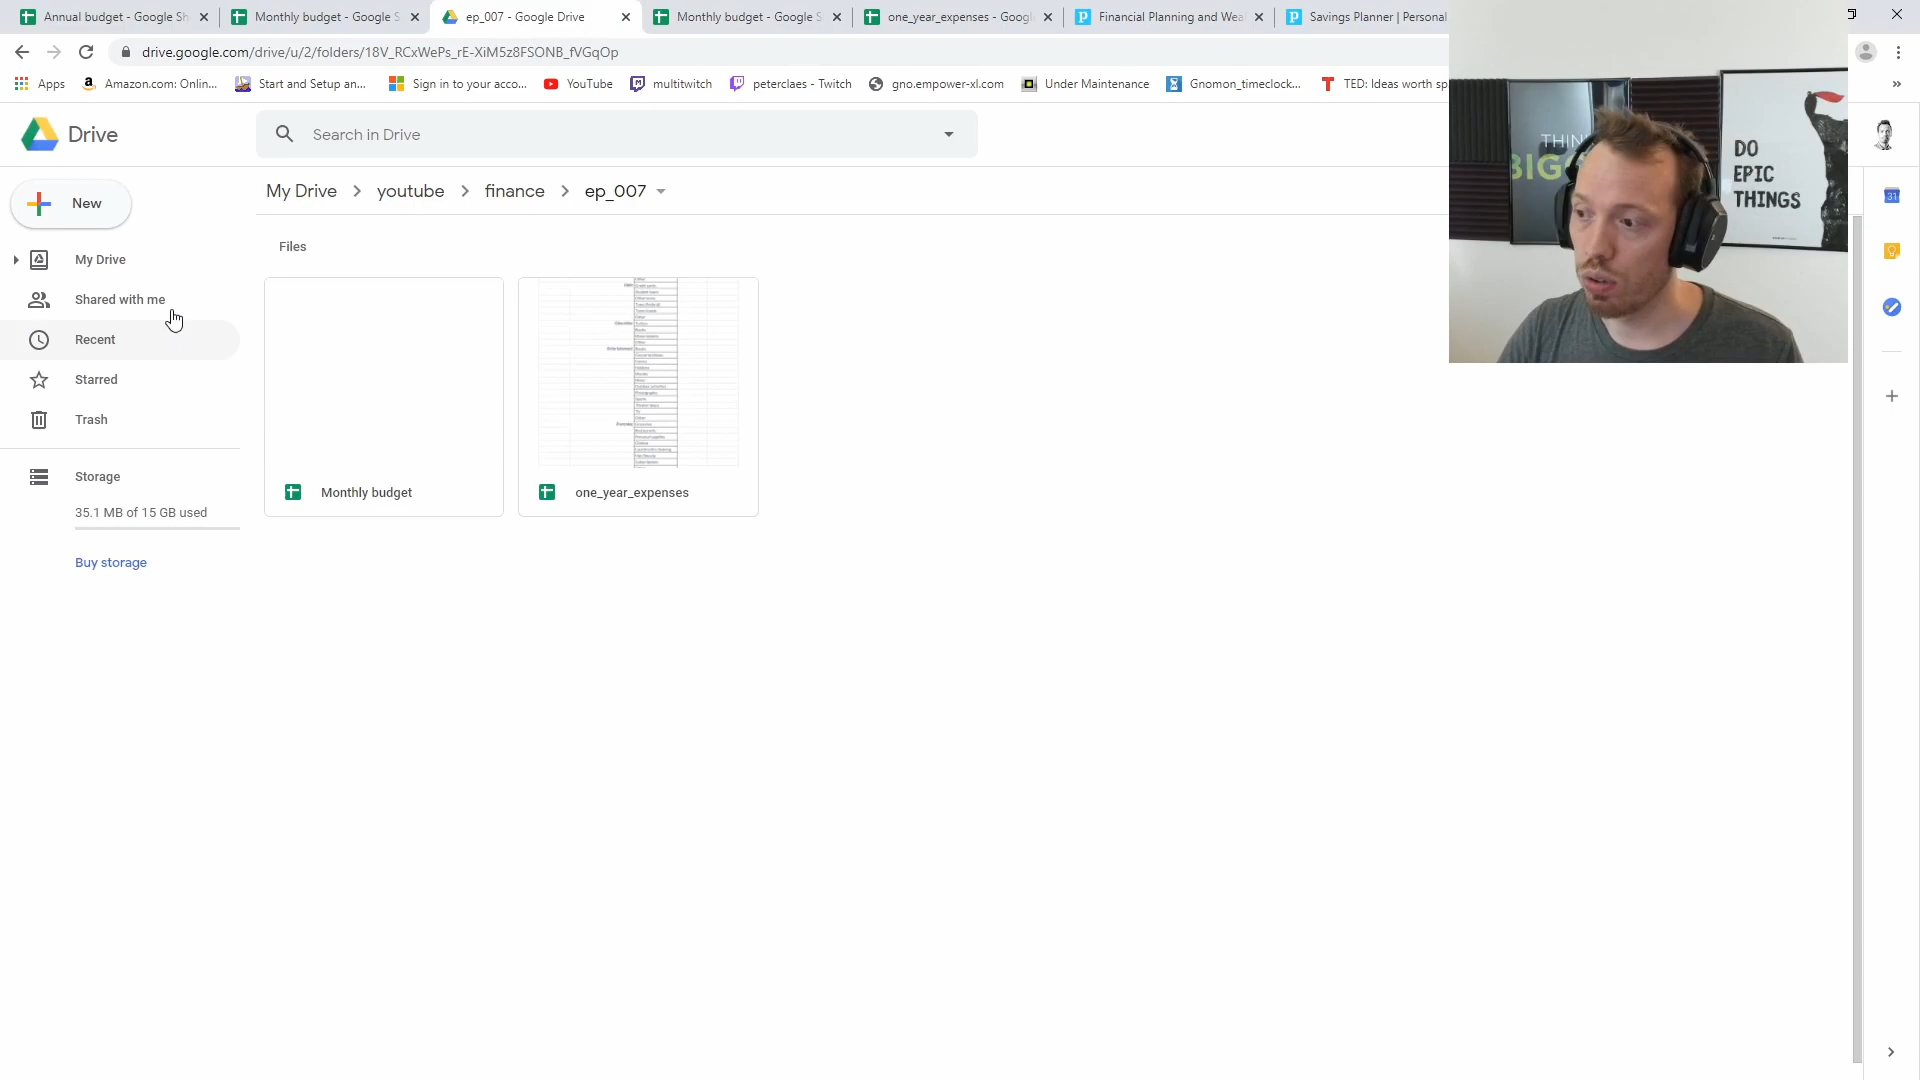 Annual budget - Google Sh
Monthly budget - Google S
ep_007 - Google Drive
Monthly budget - Google S
one_year_expenses - Goog
Financial Planning and Wea
Savings Planner | Personal
drive.google.com/drive/u/2/folders/18V_RCxWePs_rE-XiM5z8FSONB_fVGqOp
Apps
Amazon.com: Onlin...
Start and Setup an...
Sign in to your acco...
YouTube
multitwitch
peterclaes - Twitch
gno.empower-xl.com
Under Maintenance
Gnomon_timeclock...
TED: Ideas worth sp
Drive
Search in Drive
THIN
BIGG
DO
EPIC
THINGS
New
My Drive > youtube > finance > ep_007
31
My Drive
Shared with me
Recent
Starred
Trash
Storage
35.1 MB of 15 GB used
Buy storage
Files
Monthly budget
one_year_expenses